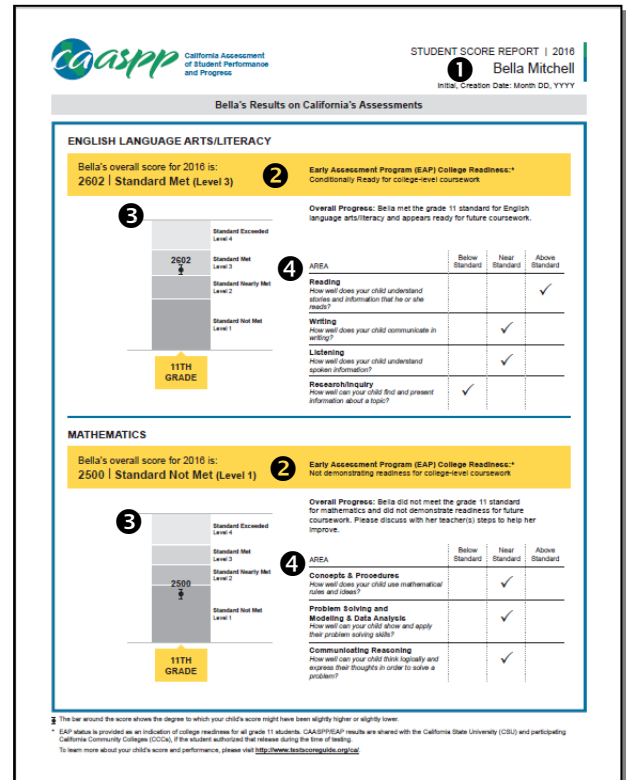 caaspp
California Assessment
of Student Performance
and Progress
STUDENT SCORE REPORT | 2016
1
Bella Mitchell
Initial, Creation Date: Month DD, YYYY
Bella's Results on California's Assessments
ENGLISH LANGUAGE ARTS/LITERACY
Bella's overall score for 2016 is:
2602 | Standard Met (Level 3)
2
Early Assessment Program (EAP) College Readiness:*
Conditionally Ready for college-level coursework
Overall Progress: Bella met the grade 11 standard for English
language arts/literacy and appears ready for future coursework.
3
Standard Exceeded
Level 4
2602
Standard Met
Level 3
Standard Nearly Met
Level 2
Standard Not Met
Level 1
11TH
GRADE
4
AREA
Below
Standard
Near
Standard
Above
Standard
Reading
How well does your child understand
stories and information that he or she
reads?
✓
Writing
How well does your child communicate in
writing?
✓
Listening
How well does your child understand
spoken information?
✓
Research/Inquiry
How well can your child find and present
information about a topic?
✓
MATHEMATICS
Bella's overall score for 2016 is:
2500 | Standard Not Met (Level 1)
2
Early Assessment Program (EAP) College Readiness:*
Not demonstrating readiness for college-level coursework
Overall Progress: Bella did not meet the grade 11 standard
for mathematics and did not demonstrate readiness for future
coursework. Please discuss with her teacher(s) steps to help her
improve.
3
Standard Exceeded
Level 4
Standard Met
Level 3
Standard Nearly Met
Level 2
2500
Standard Not Met
Level 1
11TH
GRADE
4
AREA
Below
Standard
Near
Standard
Above
Standard
Concepts & Procedures
How well does your child use mathematical
rules and ideas?
✓
Problem Solving and
Modeling & Data Analysis
How well can your child show and apply
their problem solving skills?
✓
Communicating Reasoning
How well can your child think logically and
express their thoughts in order to solve a
problem?
✓
The bar around the score shows the degree to which your child's score might have been slightly higher or slightly lower.
* EAP status is provided as an indication of college readiness for all grade 11 students. CAASPP/EAP results are shared with the California State University (CSU) and participating
California Community Colleges (CCCs), if the student authorized that release during the time of testing.
To learn more about your child's score and performance, please visit http://www.testscoreguide.org/ca/.